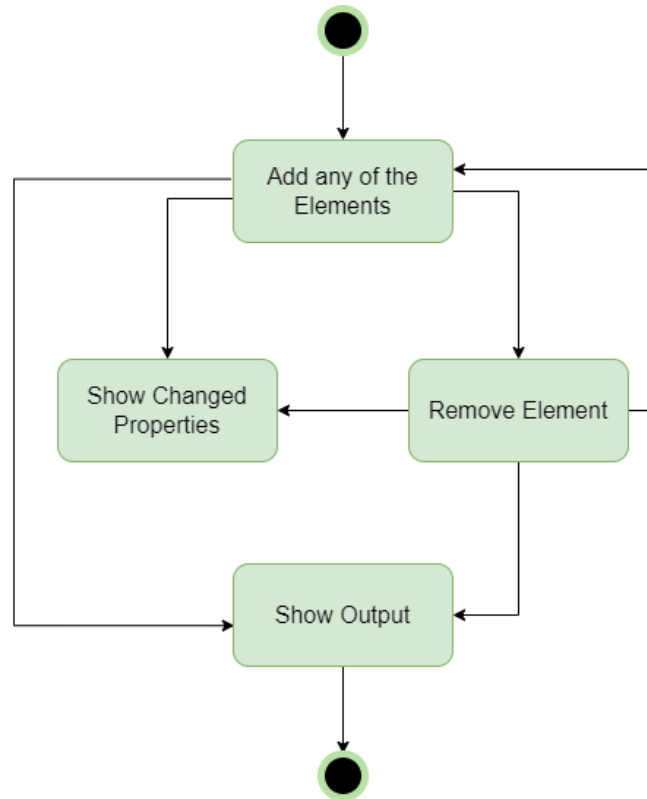 Add any of the
Elements
Show Changed
Properties
Remove Element
Show Output